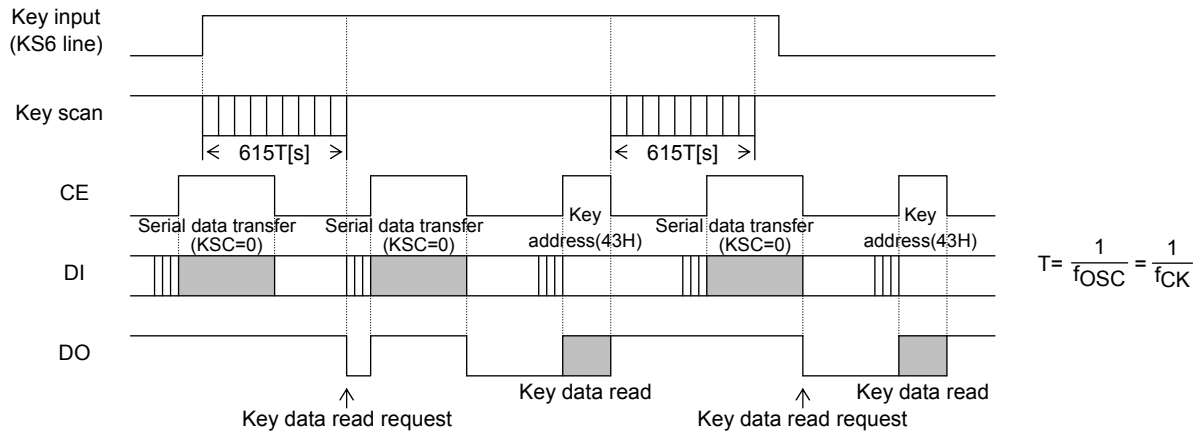 Key input
(KS6 line)
Key scan
615T[s]
615T[s]
CE
Serial data transfer
(KSC=0)
Serial data transfer
(KSC=0)
Key
address(43H)
Serial data transfer
(KSC=0)
Key
address(43H)
DI
T= 1/fOSC = 1/fCK
DO
Key data read
Key data read
Key data read request
Key data read request